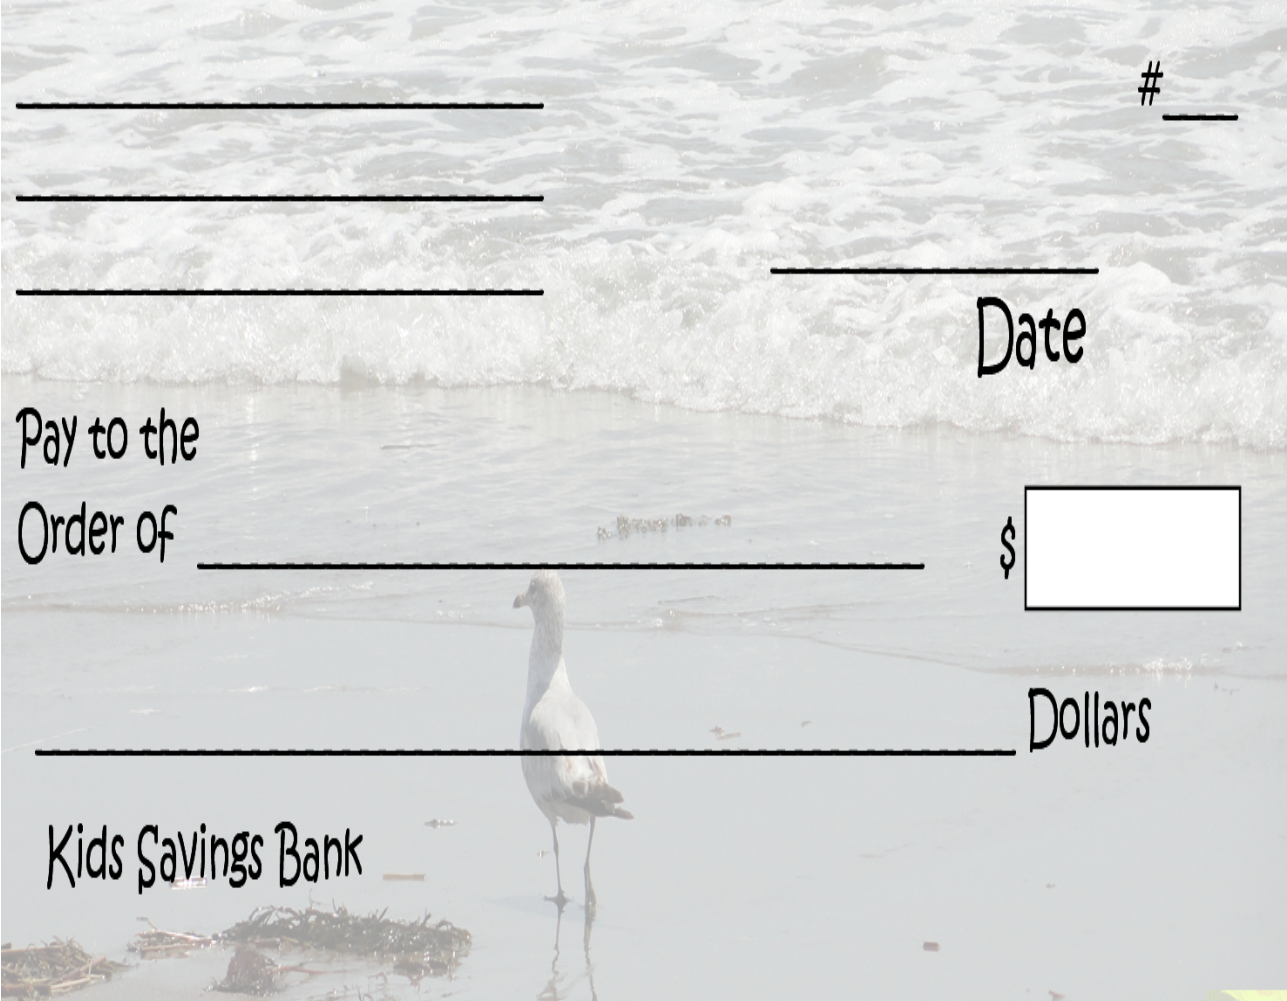 #
Date
Pay to the
Order of
$
Dollars
Kids Savings Bank